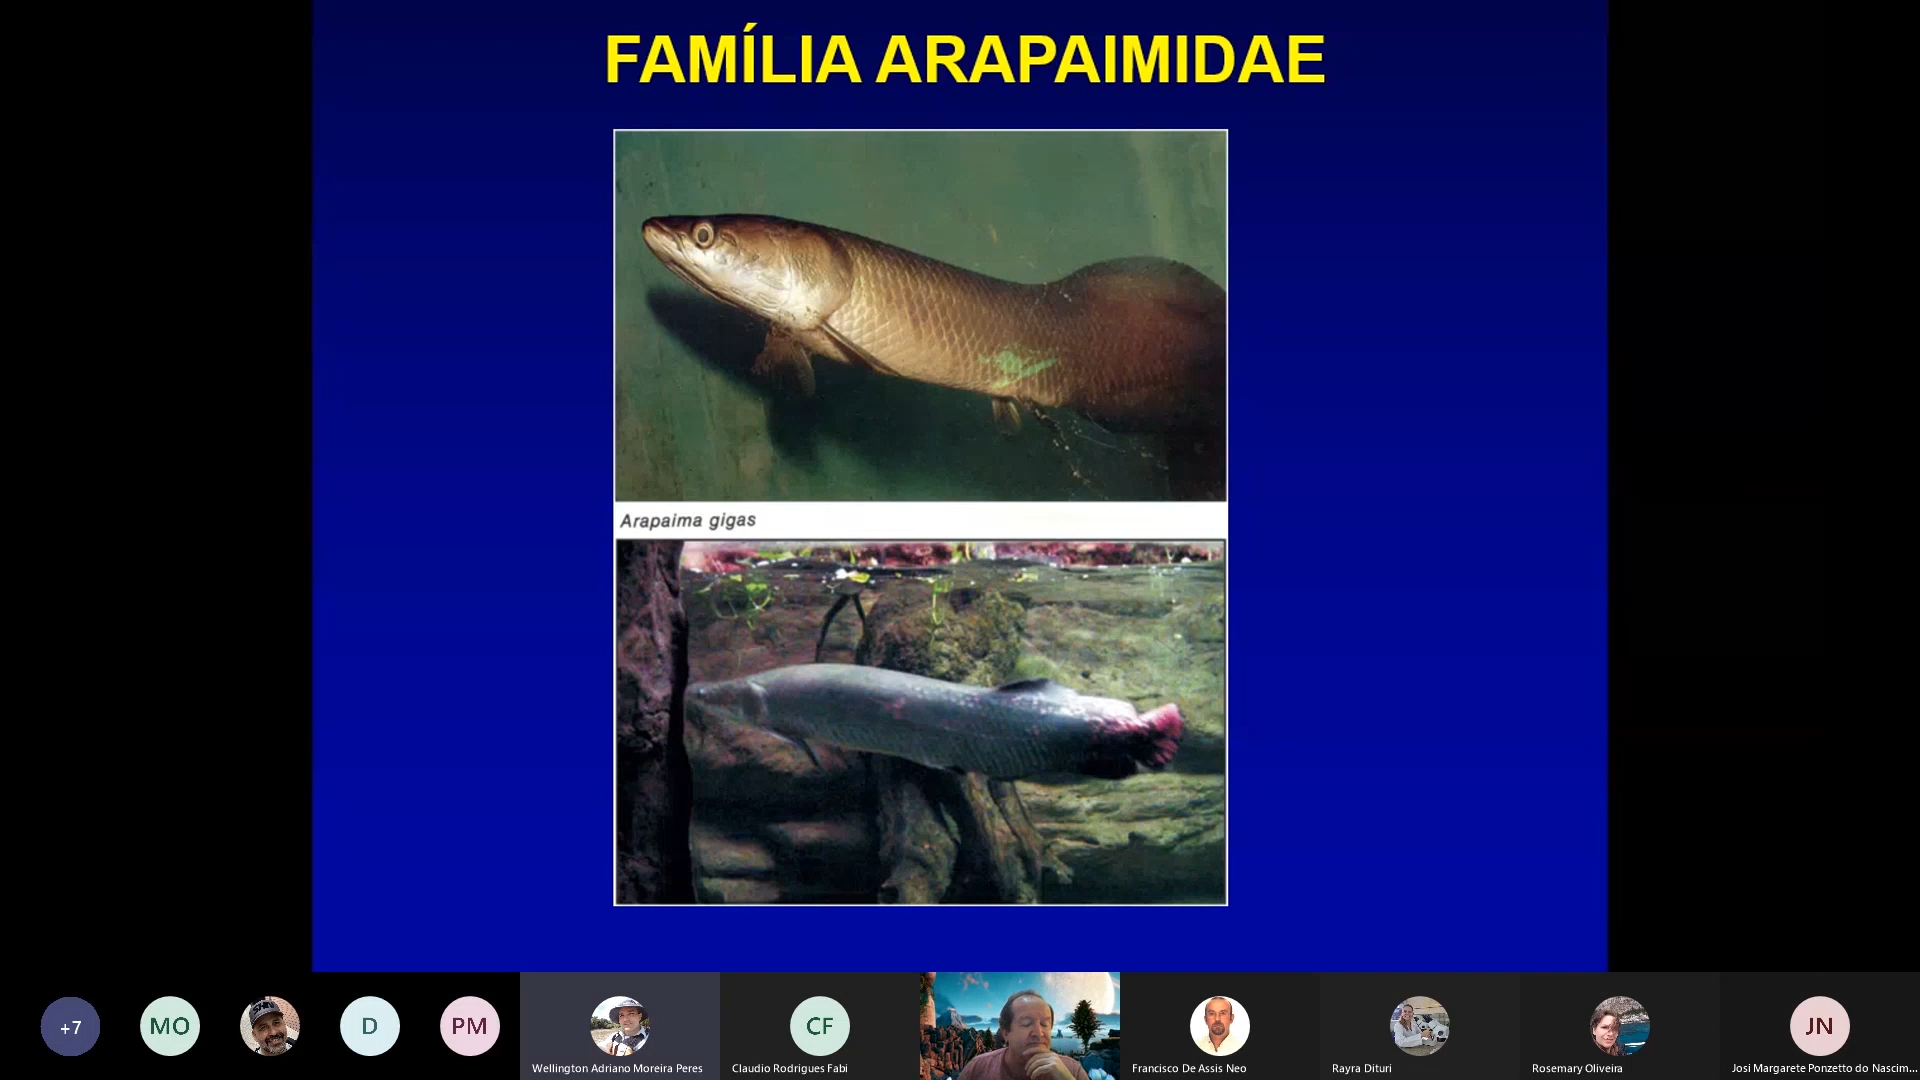 FAMÍLIA ARAPAIMIDAE
Arapaima gigas
+7
MO
D
PM
CF
JN
Wellington Adriano Moreira Peres
Claudio Rodrigues Fabi
Francisco De Assis Neo
Rayra Dituri
Rosemary Oliveira
Josi Margarete Ponzetto do Nascim...